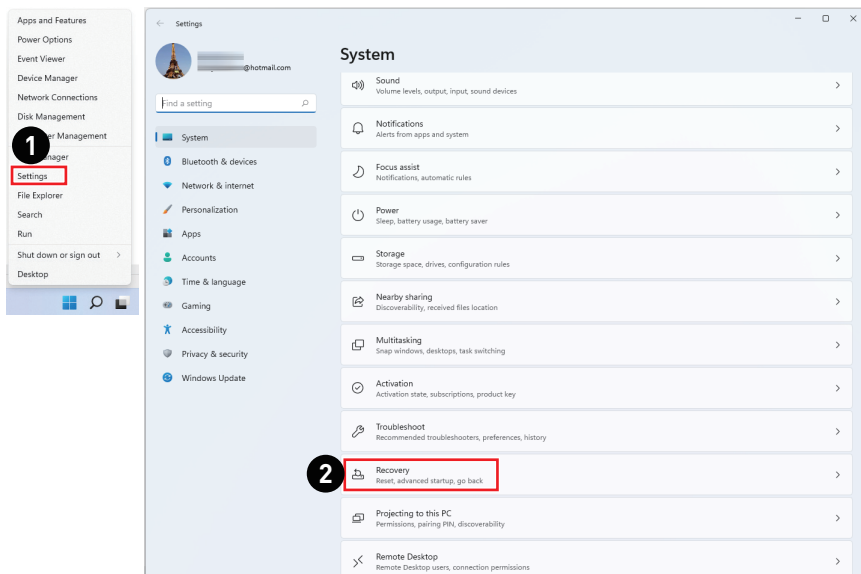 Apps and Features
Power Options
Event Viewer
Device Manager
Network Connections
Disk Management
Management
1
Settings
File Explorer
Search
Run
Shut down or sign out
Desktop
Settings
@hotmail.com
Find a setting
System
Bluetooth & devices
Network & internet
Personalization
Apps
Accounts
Time & language
Gaming
Accessibility
Privacy & security
Windows Update
System
Sound
Volume levels, output, input, sound devices
Notifications
Alerts from apps and system
Focus assist
Notifications, automatic rules
Power
Sleep, battery usage, battery saver
Storage
Storage space, drives, configuration rules
Nearby sharing
Discoverability, received files location
Multitasking
Snap windows, desktops, task switching
Activation
Activation state, subscriptions, product key
Troubleshoot
Recommended troubleshooters, preferences, history
2
Recovery
Reset, advanced startup, go back
Projecting to this PC
Permissions, pairing PIN, discoverability
Remote Desktop
Remote Desktop users, connection permissions